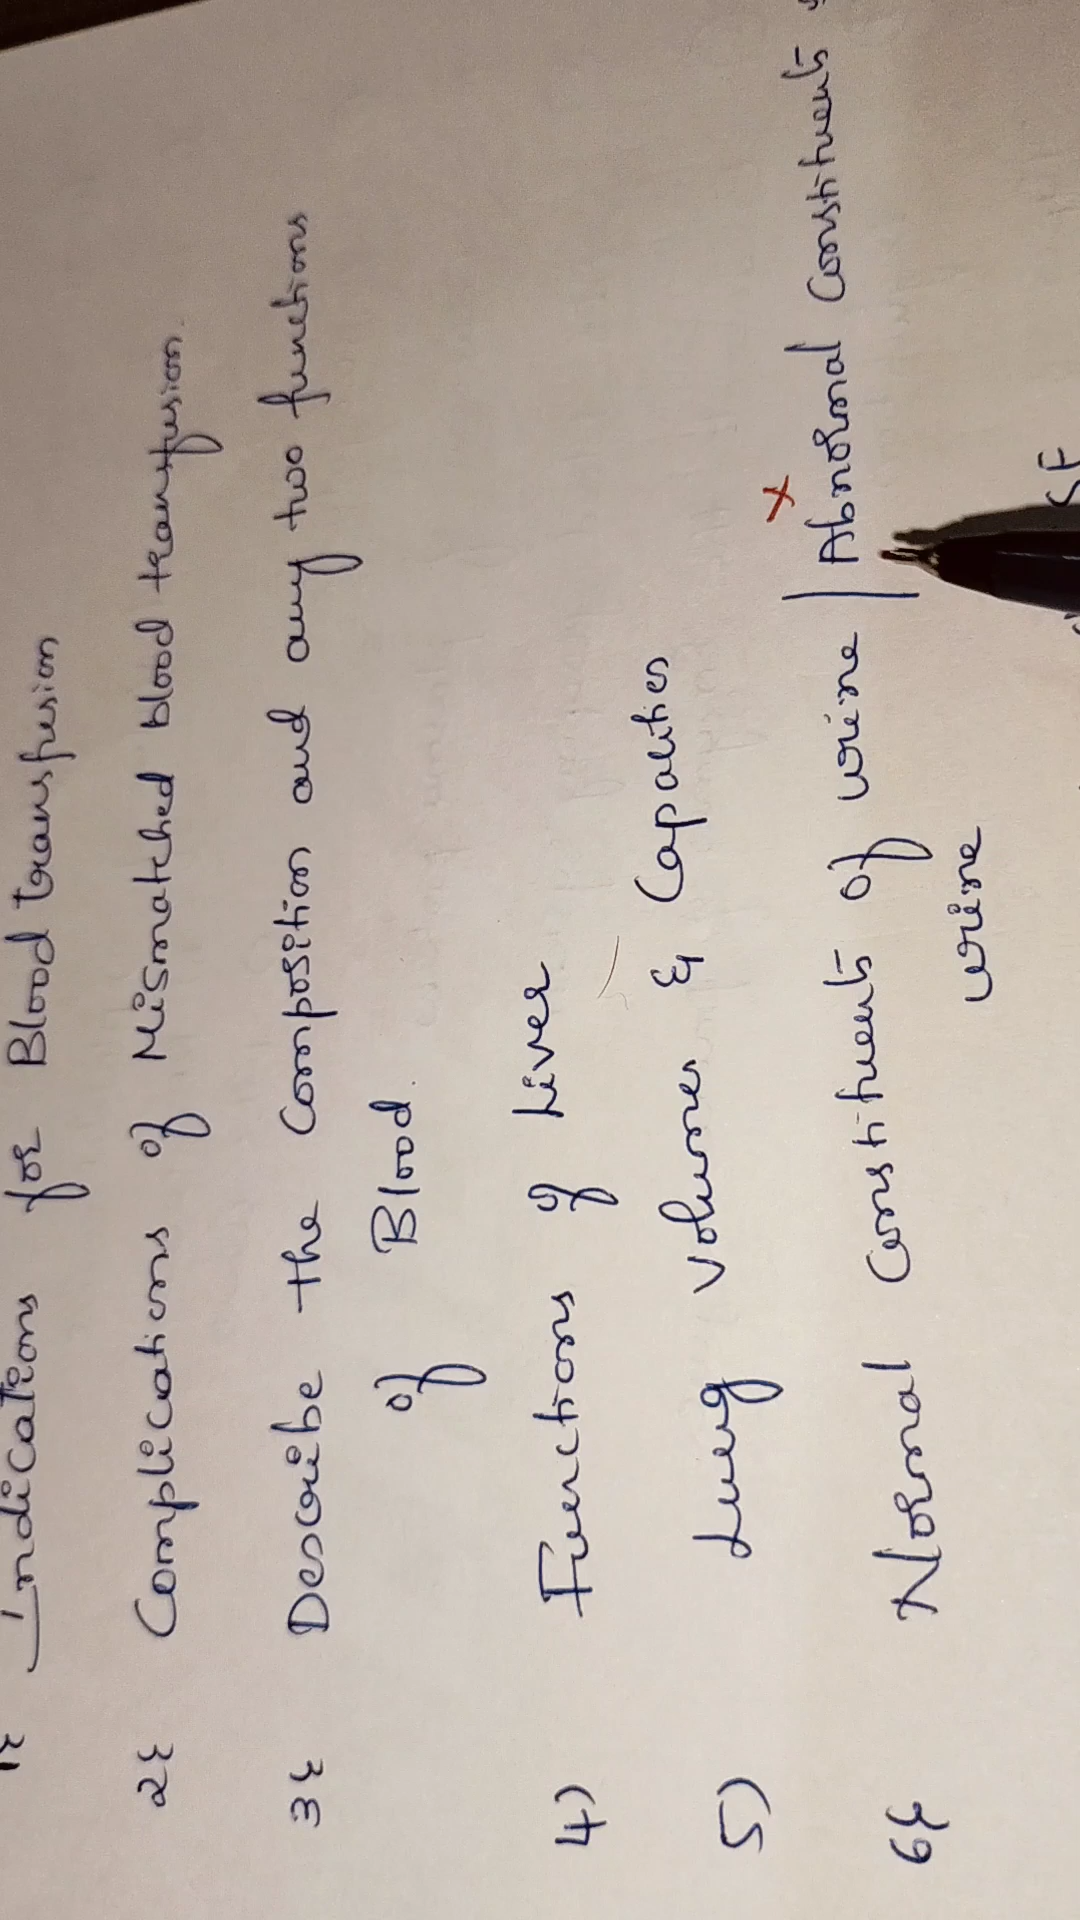 1} Indications for Blood transfusion
2} Complications of Mismatched blood transfusion.
3} Describe the composition and any two functions
of Blood.
4) Functions of Liver
5) Lung volumes & Capacities
6} Normal Constituents of urine | Abnormal constituents
urine